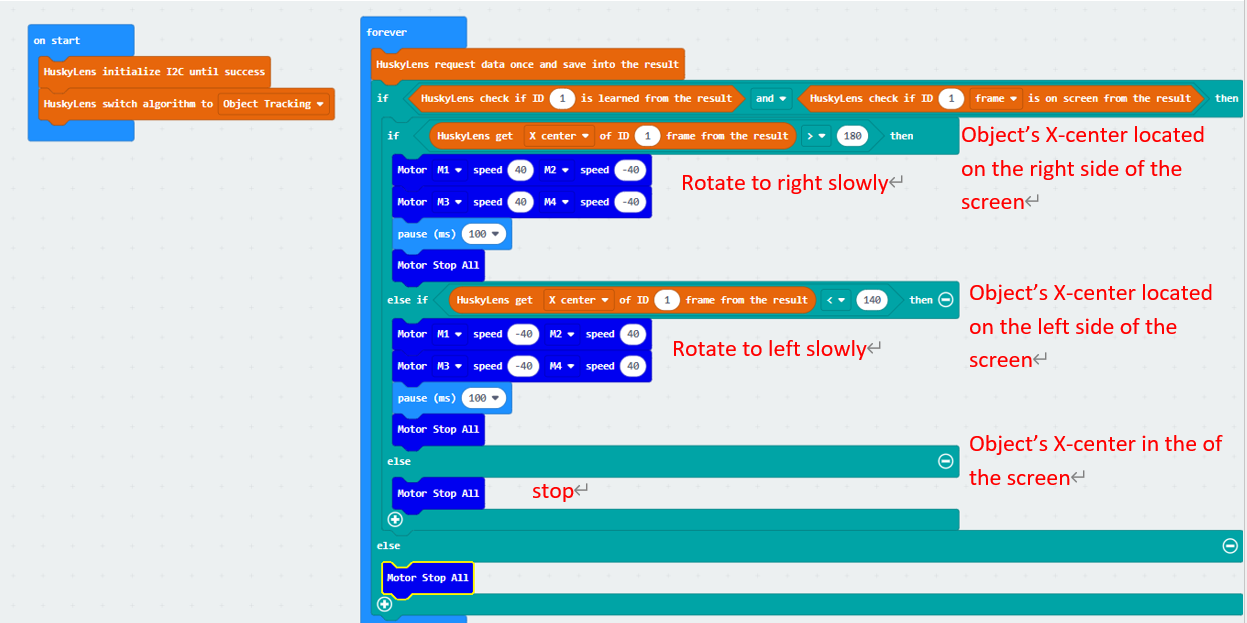 on start
HuskyLens initialize I2C until success
HuskyLens switch algorithm to Object Tracking
forever
HuskyLens request data once and save into the result
if HuskyLens check if ID 1 is learned from the result and HuskyLens check if ID 1 frame is on screen from the result then
if HuskyLens get X center of ID 1 frame from the result > 180 then
Object's X-center located
on the right side of the
screen
Motor M1 speed 40 M2 speed -40
Motor M3 speed 40 M4 speed -40
Rotate to right slowly
pause (ms) 100
Motor Stop All
else if HuskyLens get X center of ID 1 frame from the result < 140 then
Object's X-center located
on the left side of the
screen
Motor M1 speed -40 M2 speed 40
Motor M3 speed -40 M4 speed 40
Rotate to left slowly
pause (ms) 100
Motor Stop All
else
Object's X-center in the of
the screen
Motor Stop All
stop
else
Motor Stop All